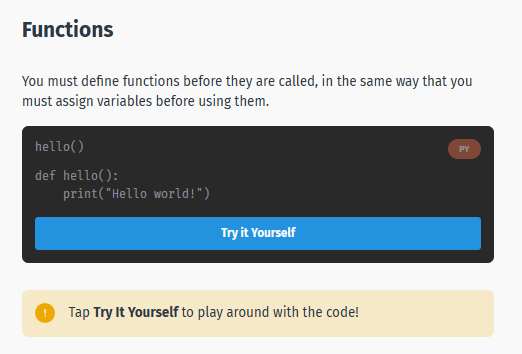 Functions
You must define functions before they are called, in the same way that you
must assign variables before using them.
hello()
PY
def hello():
    print("Hello world!")
Try it Yourself
! Tap Try It Yourself to play around with the code!